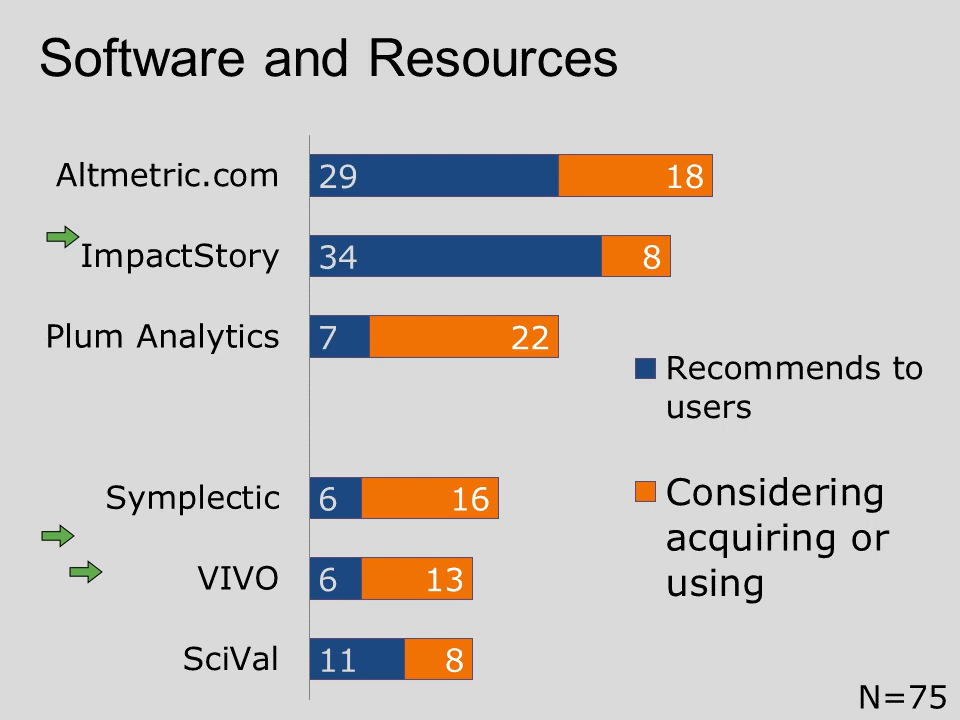 Software and Resources
Altmetric.com 29 18
ImpactStory 34 8
Plum Analytics 7 22
Recommends to
users
Symplectic 6 16
Considering
acquiring or
using
VIVO 6 13
SciVal 11 8
N=75